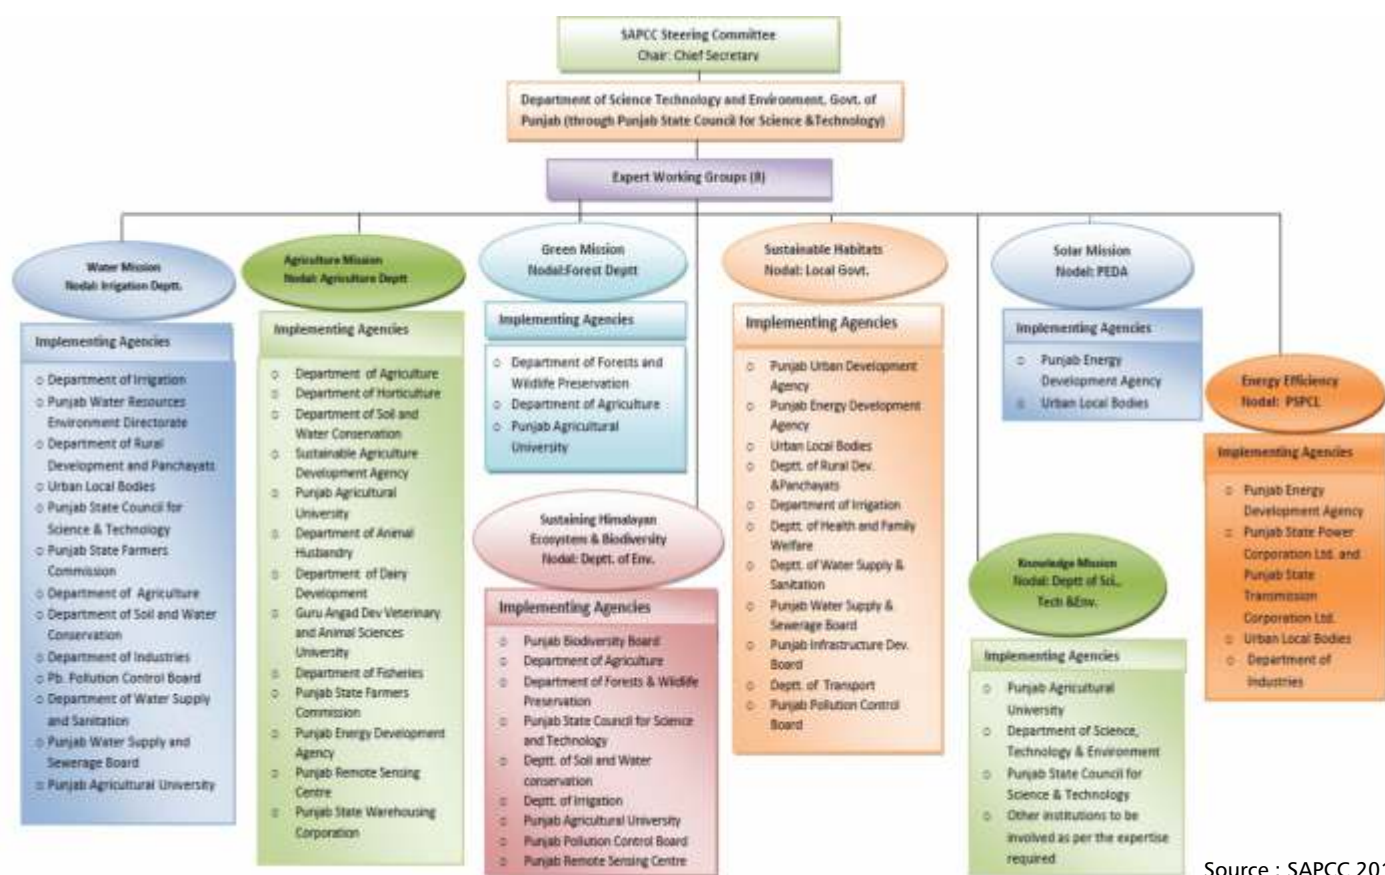 SAPCC Steering Committee
Chair: Chief Secretary
Department of Science Technology and Environment, Govt. of
Punjab (through Punjab State Council for Science &Technology)
Expert Working Groups (8)
Water Mission
Nodal: Irrigation Deptt.
Implementing Agencies
○ Department of Irrigation
○ Punjab Water Resources
Environment Directorate
○ Department of Rural
Development and Panchayats
○ Urban Local Bodies
○ Punjab State Council for
Science & Technology
○ Punjab State Farmers
Commission
○ Department of Agriculture
○ Department of Soil and Water
Conservation
○ Department of Industries
○ Pb. Pollution Control Board
○ Department of Water Supply
and Sanitation
○ Punjab Water Supply and
Sewerage Board
○ Punjab Agricultural University
Agriculture Mission
Nodal: Agriculture Deptt
Implementing Agencies
○ Department of Agriculture
○ Department of Horticulture
○ Department of Soil and
Water Conservation
○ Sustainable Agriculture
Development Agency
○ Punjab Agricultural
University
○ Department of Animal
Husbandry
○ Department of Dairy
Development
○ Guru Angad Dev Veterinary
and Animal Sciences
University
○ Department of Fisheries
○ Punjab State Farmers
Commission
○ Punjab Energy Development
Agency
○ Punjab Remote Sensing
Centre
○ Punjab State Warehousing
Corporation
Green Mission
Nodal:Forest Deptt
Implementing Agencies
○ Department of Forests and
Wildlife Preservation
○ Department of Agriculture
○ Punjab Agricultural
University
Sustaining Himalayan
Ecosystem & Biodiversity
Nodal: Deptt. of Env.
Implementing Agencies
○ Punjab Biodiversity Board
○ Department of Agriculture
○ Department of Forests & Wildlife
Preservation
○ Punjab State Council for Science
and Technology
○ Deptt. of Soil and Water
conservation
○ Deptt. of Irrigation
○ Punjab Agricultural University
○ Punjab Pollution Control Board
○ Punjab Remote Sensing Centre
Sustainable Habitats
Nodal: Local Govt.
Implementing Agencies
○ Punjab Urban Development
Agency
○ Punjab Energy Development
Agency
○ Urban Local Bodies
○ Deptt. of Rural Dev.
&Panchayats
○ Department of Irrigation
○ Deptt. of Health and Family
Welfare
○ Deptt. of Water Supply &
Sanitation
○ Punjab Water Supply &
Sewerage Board
○ Punjab Infrastructure Dev.
Board
○ Deptt. of Transport
○ Punjab Pollution Control
Board
Solar Mission
Nodel: PEDA
Implementing Agencies
○ Punjab Energy
Development Agency
○ Urban Local Bodies
Knowledge Mission
Nodal: Deptt of Sci.,
Tech &Env.
Implementing Agencies
○ Punjab Agricultural
University
○ Department of Science,
Technology & Environment
○ Punjab State Council for
Science & Technology
○ Other institutions to be
involved as per the expertise
required
Energy Efficiency
Nodal: PSPCL
Implementing Agencies
○ Punjab Energy
Development Agency
○ Punjab State Power
Corporation Ltd. and
Punjab State
Transmission
Corporation Ltd.
○ Urban Local Bodies
○ Department of
Industries
Source : SAPCC 201